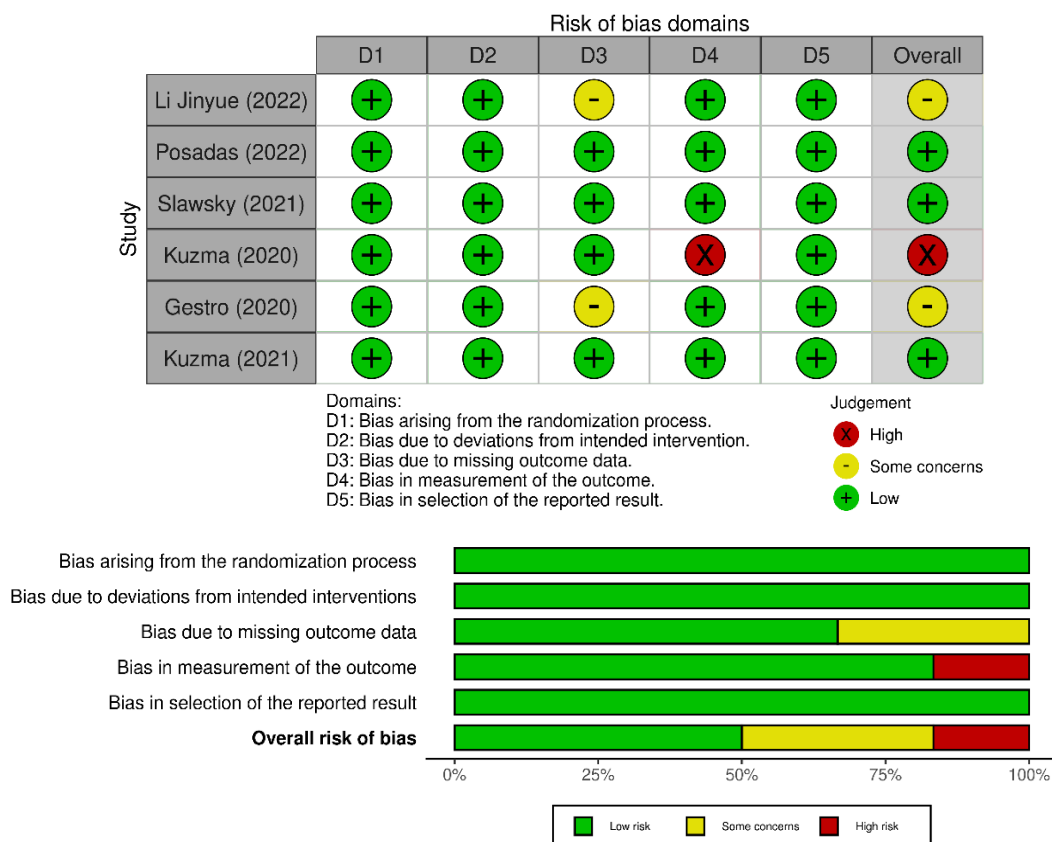 Risk of bias domains
D1 D2 D3 D4 D5 Overall
Study
Li Jinyue (2022) + + - + + -
Posadas (2022) + + + + + +
Slawsky (2021) + + + + + +
Kuzma (2020) + + + X + X
Gestro (2020) + + - + + -
Kuzma (2021) + + + + + +
Domains:
D1: Bias arising from the randomization process.
D2: Bias due to deviations from intended intervention.
D3: Bias due to missing outcome data.
D4: Bias in measurement of the outcome.
D5: Bias in selection of the reported result.
Judgement
X High
- Some concerns
+ Low
Bias arising from the randomization process
Bias due to deviations from intended interventions
Bias due to missing outcome data
Bias in measurement of the outcome
Bias in selection of the reported result
Overall risk of bias
0% 25% 50% 75% 100%
Low risk Some concerns High risk